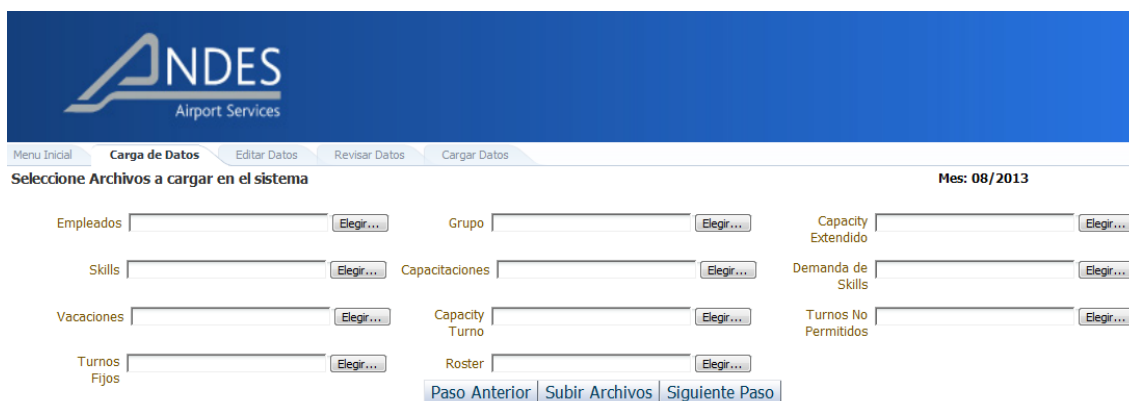 ANDES
Airport Services
Menu Inicial Carga de Datos Editar Datos Revisar Datos Cargar Datos
Seleccione Archivos a cargar en el sistema Mes: 08/2013
Empleados Elegir... Grupo Elegir... Capacity Extendido Elegir...
Skills Elegir... Capacitaciones Elegir... Demanda de Skills Elegir...
Vacaciones Elegir... Capacity Turno Elegir... Turnos No Permitidos Elegir...
Turnos Fijos Elegir... Roster Elegir...
Paso Anterior Subir Archivos Siguiente Paso